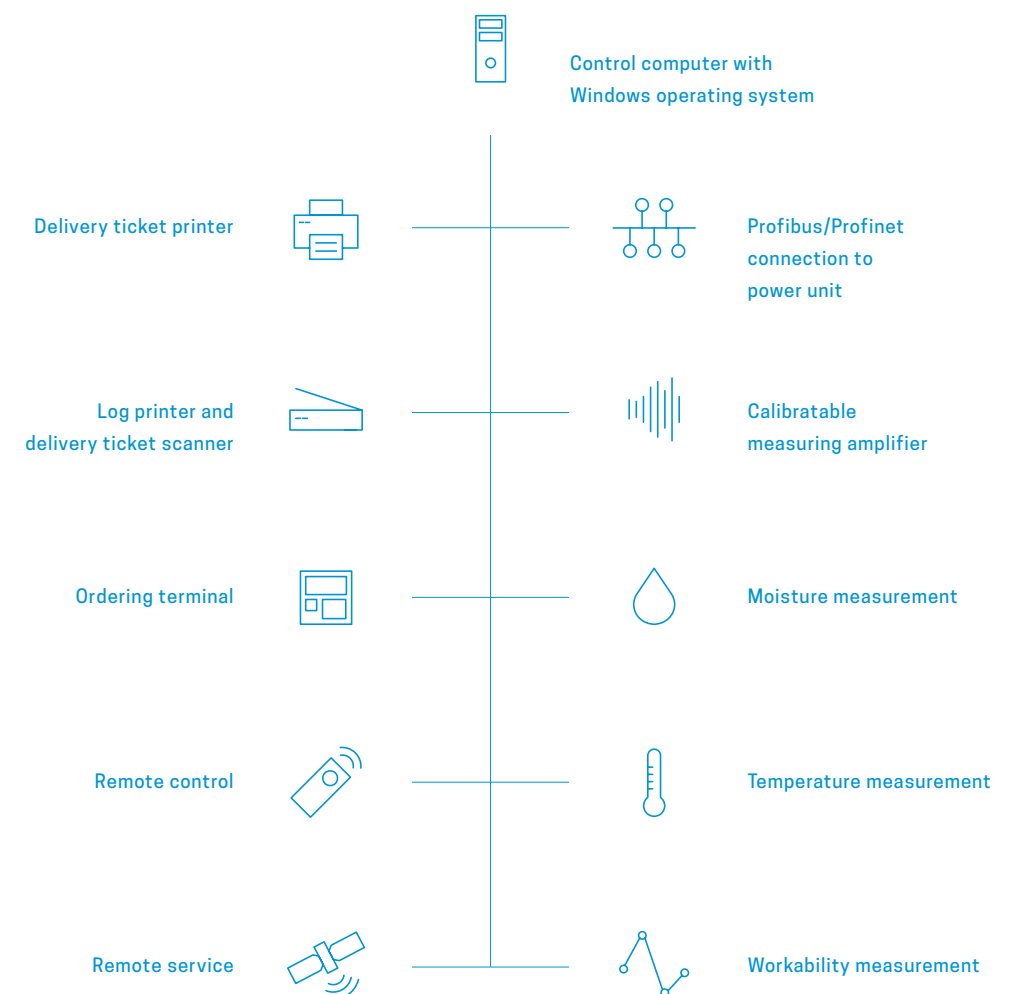 Control computer with
Windows operating system
Delivery ticket printer
Profibus/Profinet
connection to
power unit
Log printer and
delivery ticket scanner
Calibratable
measuring amplifier
Ordering terminal
Moisture measurement
Remote control
Temperature measurement
Remote service
Workability measurement